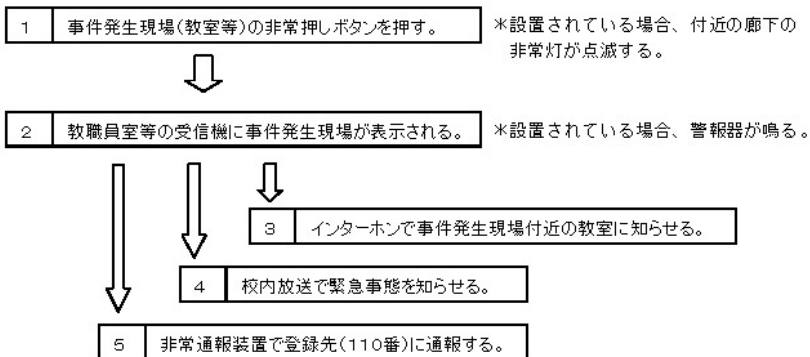 1 事件発生現場(教室等)の非常押しボタンを押す。
＊設置されている場合、付近の廊下の
非常灯が点滅する。
2 教職員室等の受信機に事件発生現場が表示される。
＊設置されている場合、警報器が鳴る。
3 インターホンで事件発生現場付近の教室に知らせる。
4 校内放送で緊急事態を知らせる。
5 非常通報装置で登録先(110番)に通報する。